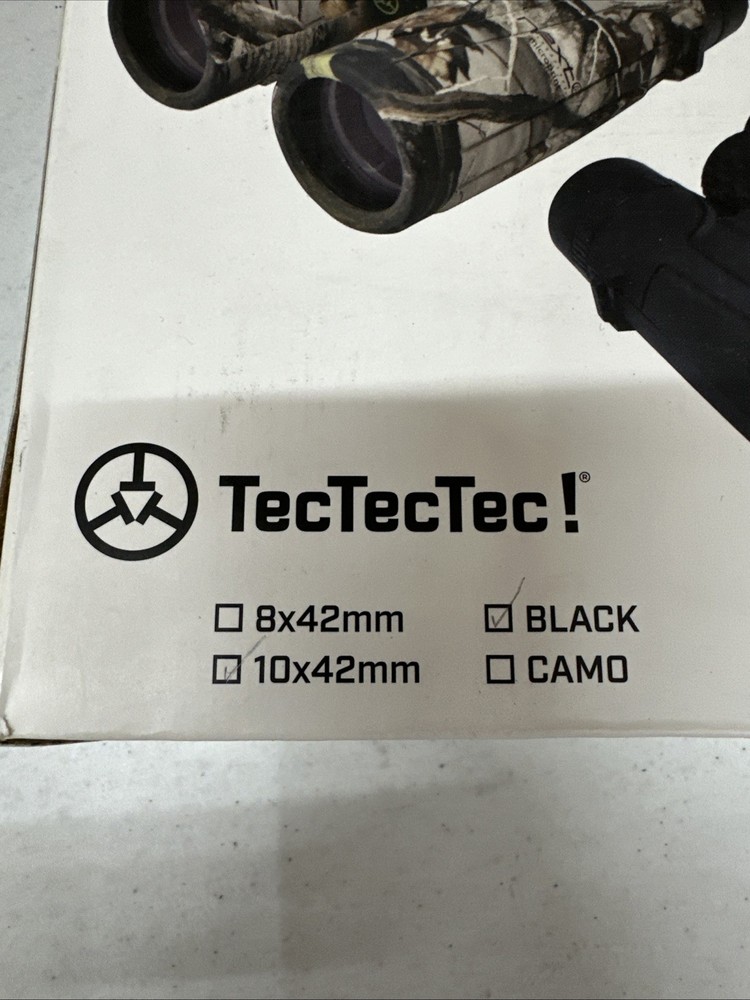 TecTecTec!®
☐ 8x42mm ☑ BLACK
☑ 10x42mm ☐ CAMO